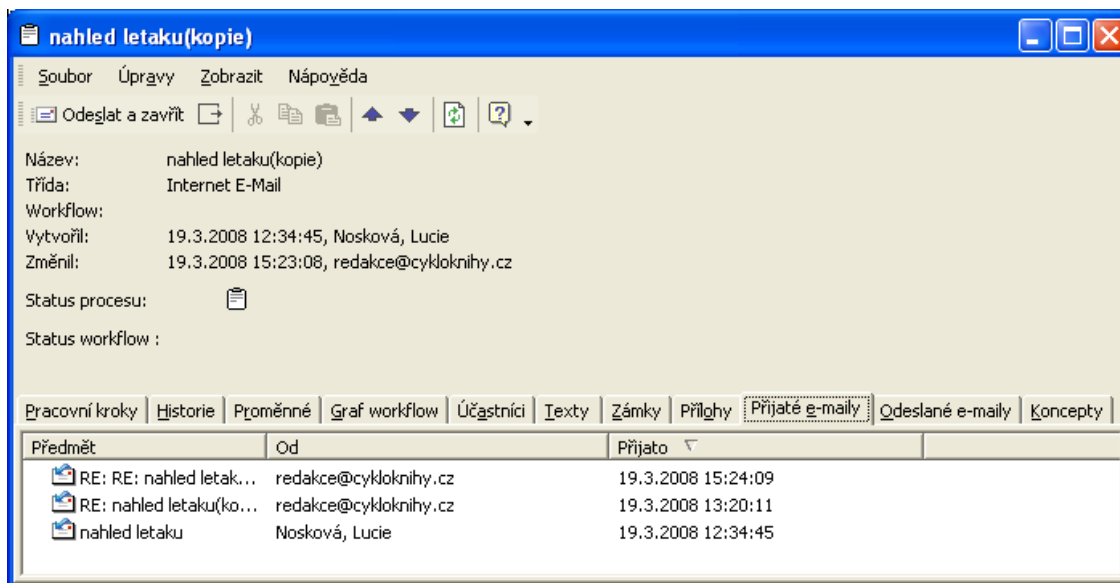 nahled letaku(kopie)
Soubor Úpravy Zobrazit Nápověda
Odeslat a zavřít
Název: nahled letaku(kopie)
Třída: Internet E-Mail
Workflow:
Vytvořil: 19.3.2008 12:34:45, Nosková, Lucie
Změnil: 19.3.2008 15:23:08, redakce@cykloknihy.cz
Status procesu:
Status workflow :
Pracovní kroky Historie Proměnné Graf workflow Účastníci Texty Zámky Přílohy Přijaté e-maily Odeslané e-maily Koncepty
Předmět Od Přijato
RE: RE: nahled letak... redakce@cykloknihy.cz 19.3.2008 15:24:09
RE: nahled letaku(ko... redakce@cykloknihy.cz 19.3.2008 13:20:11
nahled letaku Nosková, Lucie 19.3.2008 12:34:45